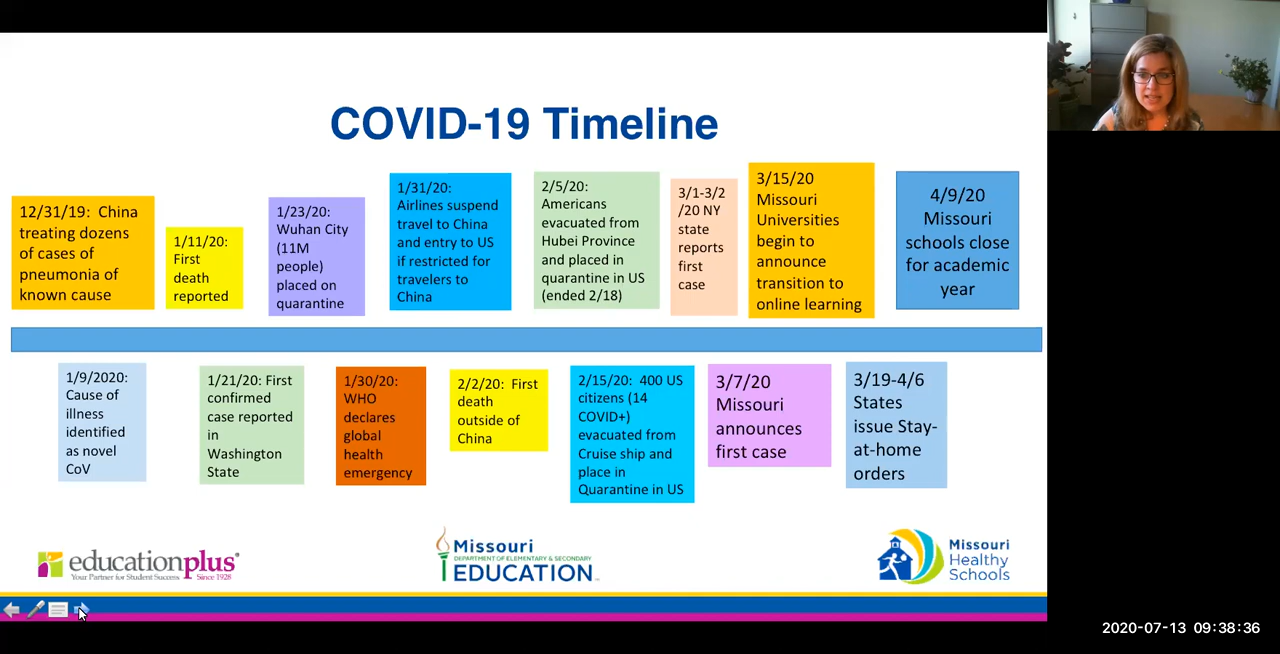 COVID-19 Timeline
12/31/19: China
treating dozens
of cases of
pneumonia of
known cause
1/11/20:
First
death
reported
1/23/20:
Wuhan City
(11M
people)
placed on
quarantine
1/31/20:
Airlines suspend
travel to China
and entry to US
if restricted for
travelers to
China
2/5/20:
Americans
evacuated from
Hubei Province
and placed in
quarantine in US
(ended 2/18)
3/1-3/2
/20 NY
state
reports
first
case
3/15/20
Missouri
Universities
begin to
announce
transition to
online learning
4/9/20
Missouri
schools close
for academic
year
1/9/2020:
Cause of
illness
identified
as novel
CoV
1/21/20: First
confirmed
case reported
in
Washington
State
1/30/20:
WHO
declares
global
health
emergency
2/2/20: First
death
outside of
China
2/15/20: 400 US
citizens (14
COVID+)
evacuated from
Cruise ship and
place in
Quarantine in US
3/7/20
Missouri
announces
first case
3/19-4/6
States
issue Stay-
at-home
orders
educationplus
Your Partner for Student Success Since 1928
Missouri
DEPARTMENT OF ELEMENTARY & SECONDARY
EDUCATION
Missouri
Healthy
Schools
2020-07-13 09:38:36